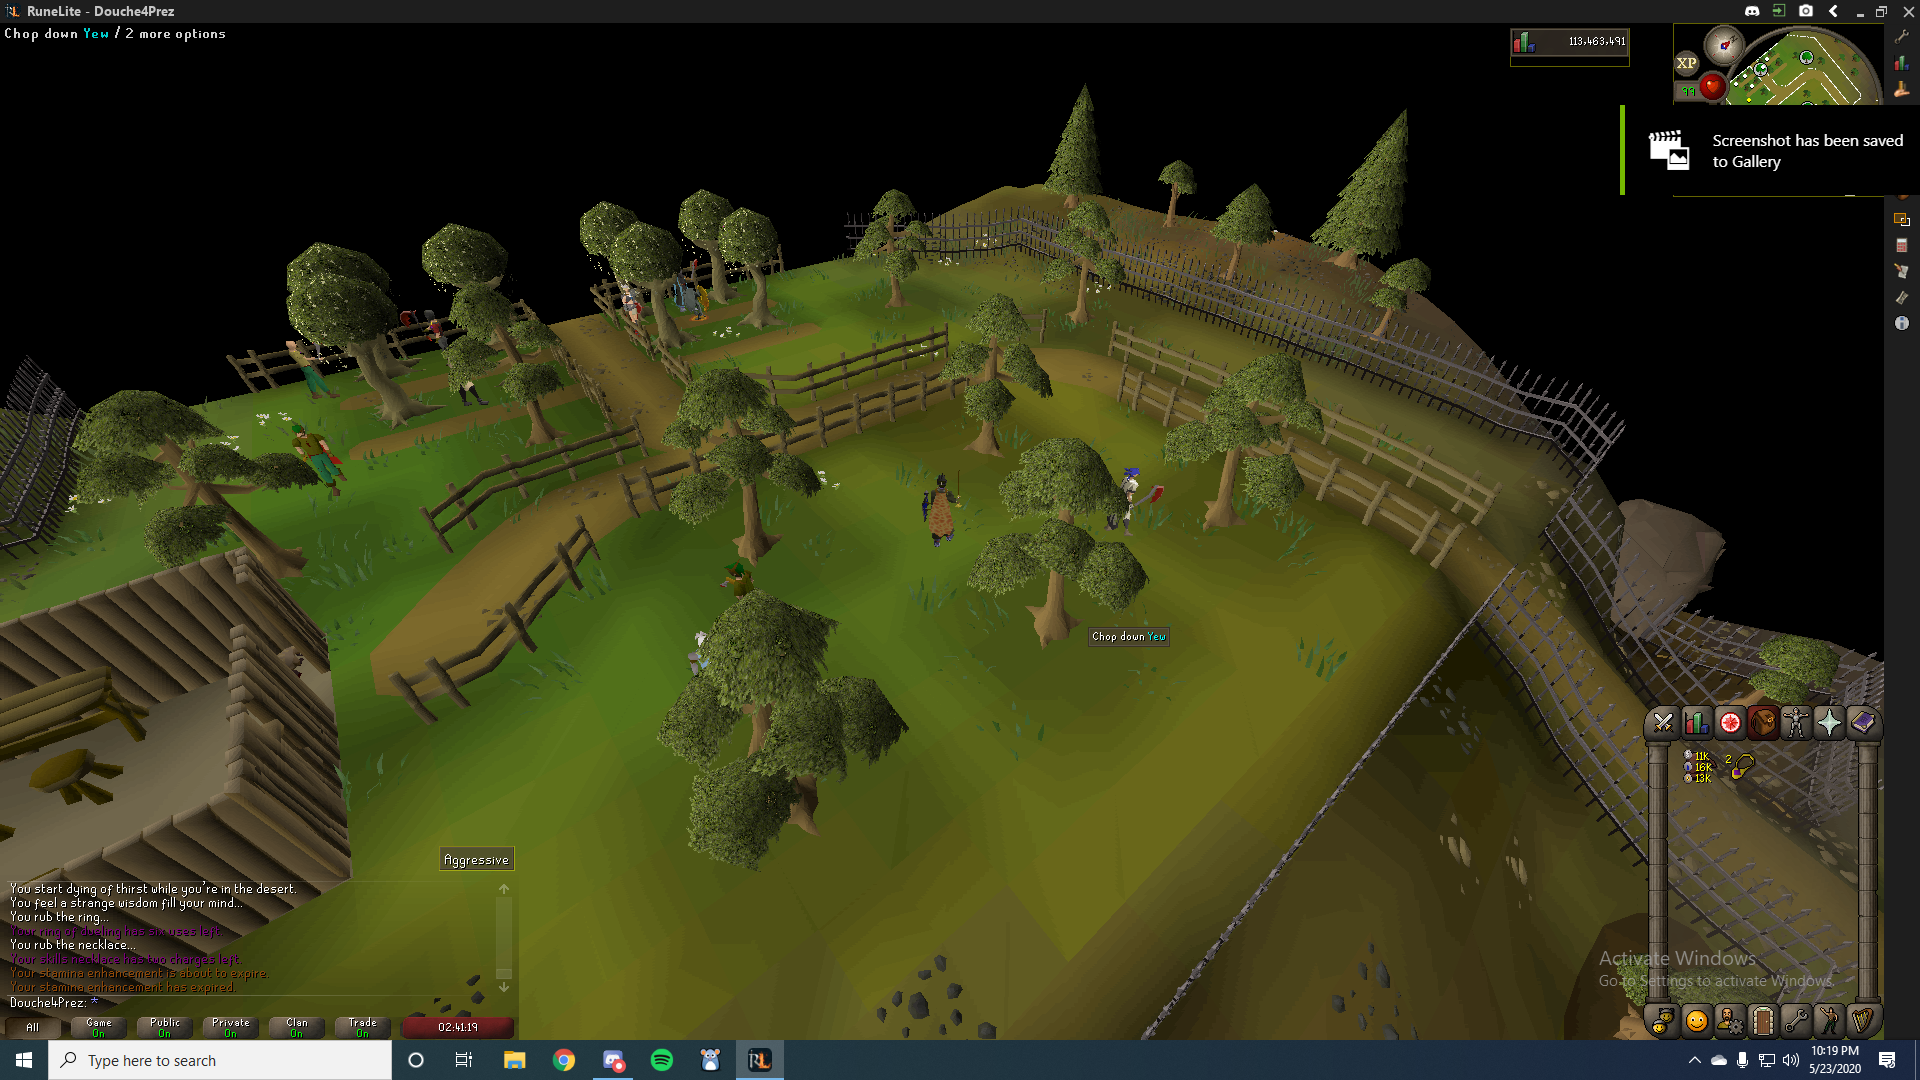 RuneLite - Douche4Prez
Chop down Yew / 2 more options
113,463,491
XP
99
Screenshot has been saved
to Gallery
Chop down Yew
11K
16K
13K
2
Aggressive
You start dying of thirst while you're in the desert.
You feel a strange wisdom fill your mind...
You rub the ring...
Your ring of dueling has six uses left.
You rub the necklace...
Your skills necklace has two charges left.
Your stamina enhancement is about to expire.
Your stamina enhancement has expired.
Douche4Prez: *
All
Game
On
Public
On
Private
On
Clan
On
Trade
On
02:41:19
Activate Windows
Go to Settings to activate Windows.
Type here to search
RL
10:19 PM
5/23/2020